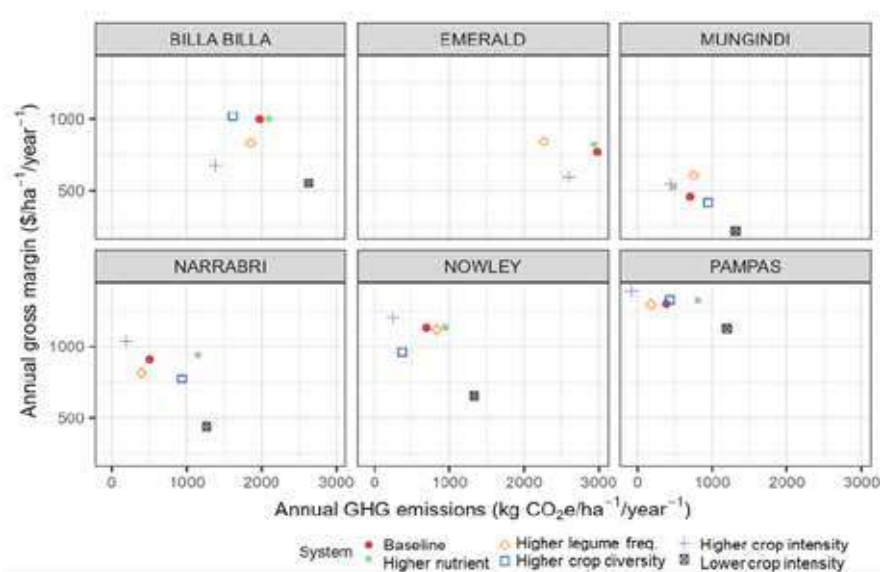 BILLA BILLA
EMERALD
MUNGINDI
1000
500
NARRABRI
NOWLEY
PAMPAS
1000
500
Annual gross margin ($/ha⁻¹/year⁻¹)
0 1000 2000 3000 0 1000 2000 3000 0 1000 2000 3000
Annual GHG emissions (kg CO₂e/ha⁻¹/year⁻¹)
System
Baseline
Higher legume freq.
Higher crop intensity
Higher nutrient
Higher crop diversity
Lower crop intensity